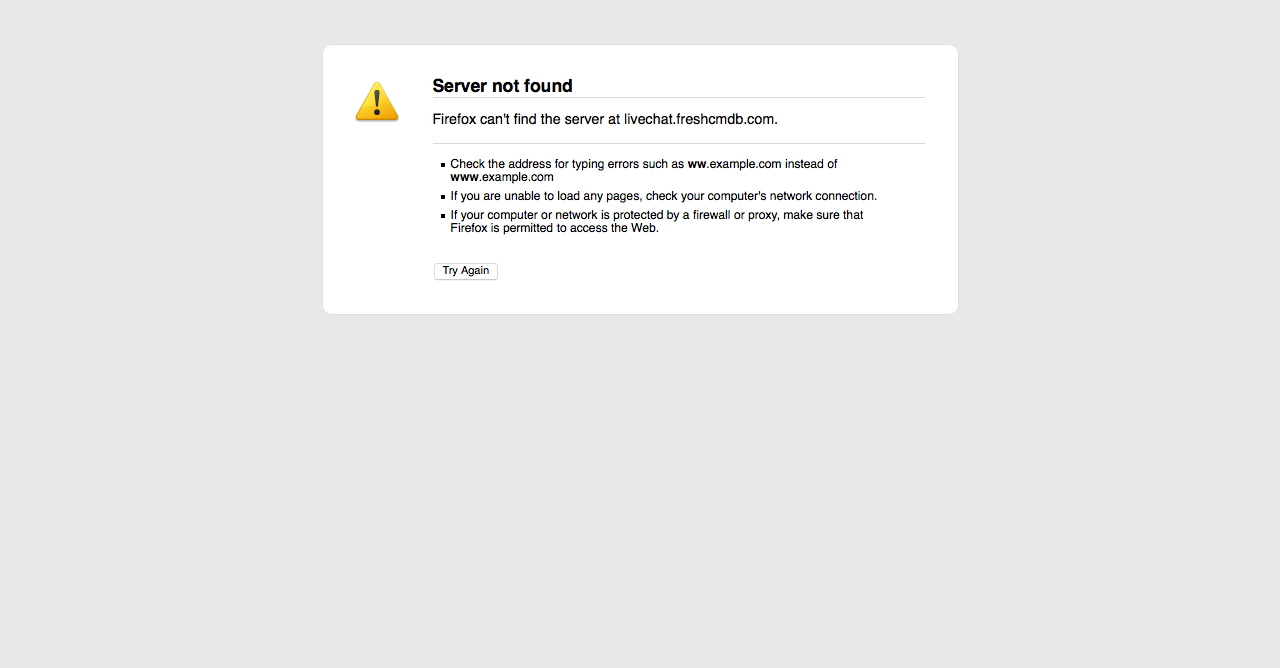 Server not found
Firefox can't find the server at livechat.freshcmdb.com.
Check the address for typing errors such as ww.example.com instead of
www.example.com
If you are unable to load any pages, check your computer's network connection.
If your computer or network is protected by a firewall or proxy, make sure that
Firefox is permitted to access the Web.
Try Again